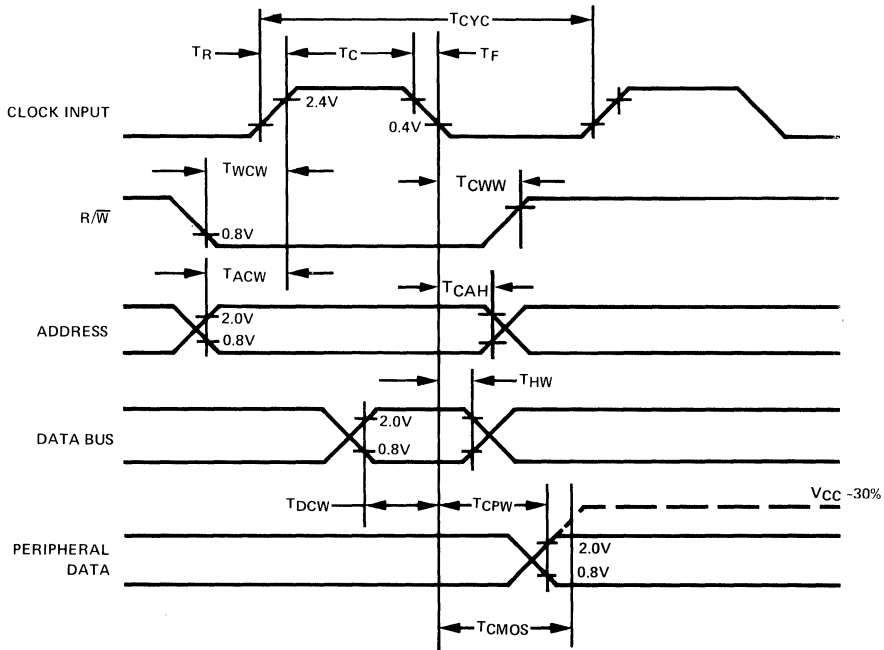 TCYC
TR
TC
TF
CLOCK INPUT
2.4V
0.4V
TWCW
TCWW
R/W̅
0.8V
TACW
TCAH
ADDRESS
2.0V
0.8V
THW
DATA BUS
2.0V
0.8V
TDCW
TCPW
VCC -30%
PERIPHERAL
DATA
2.0V
0.8V
TCMOS